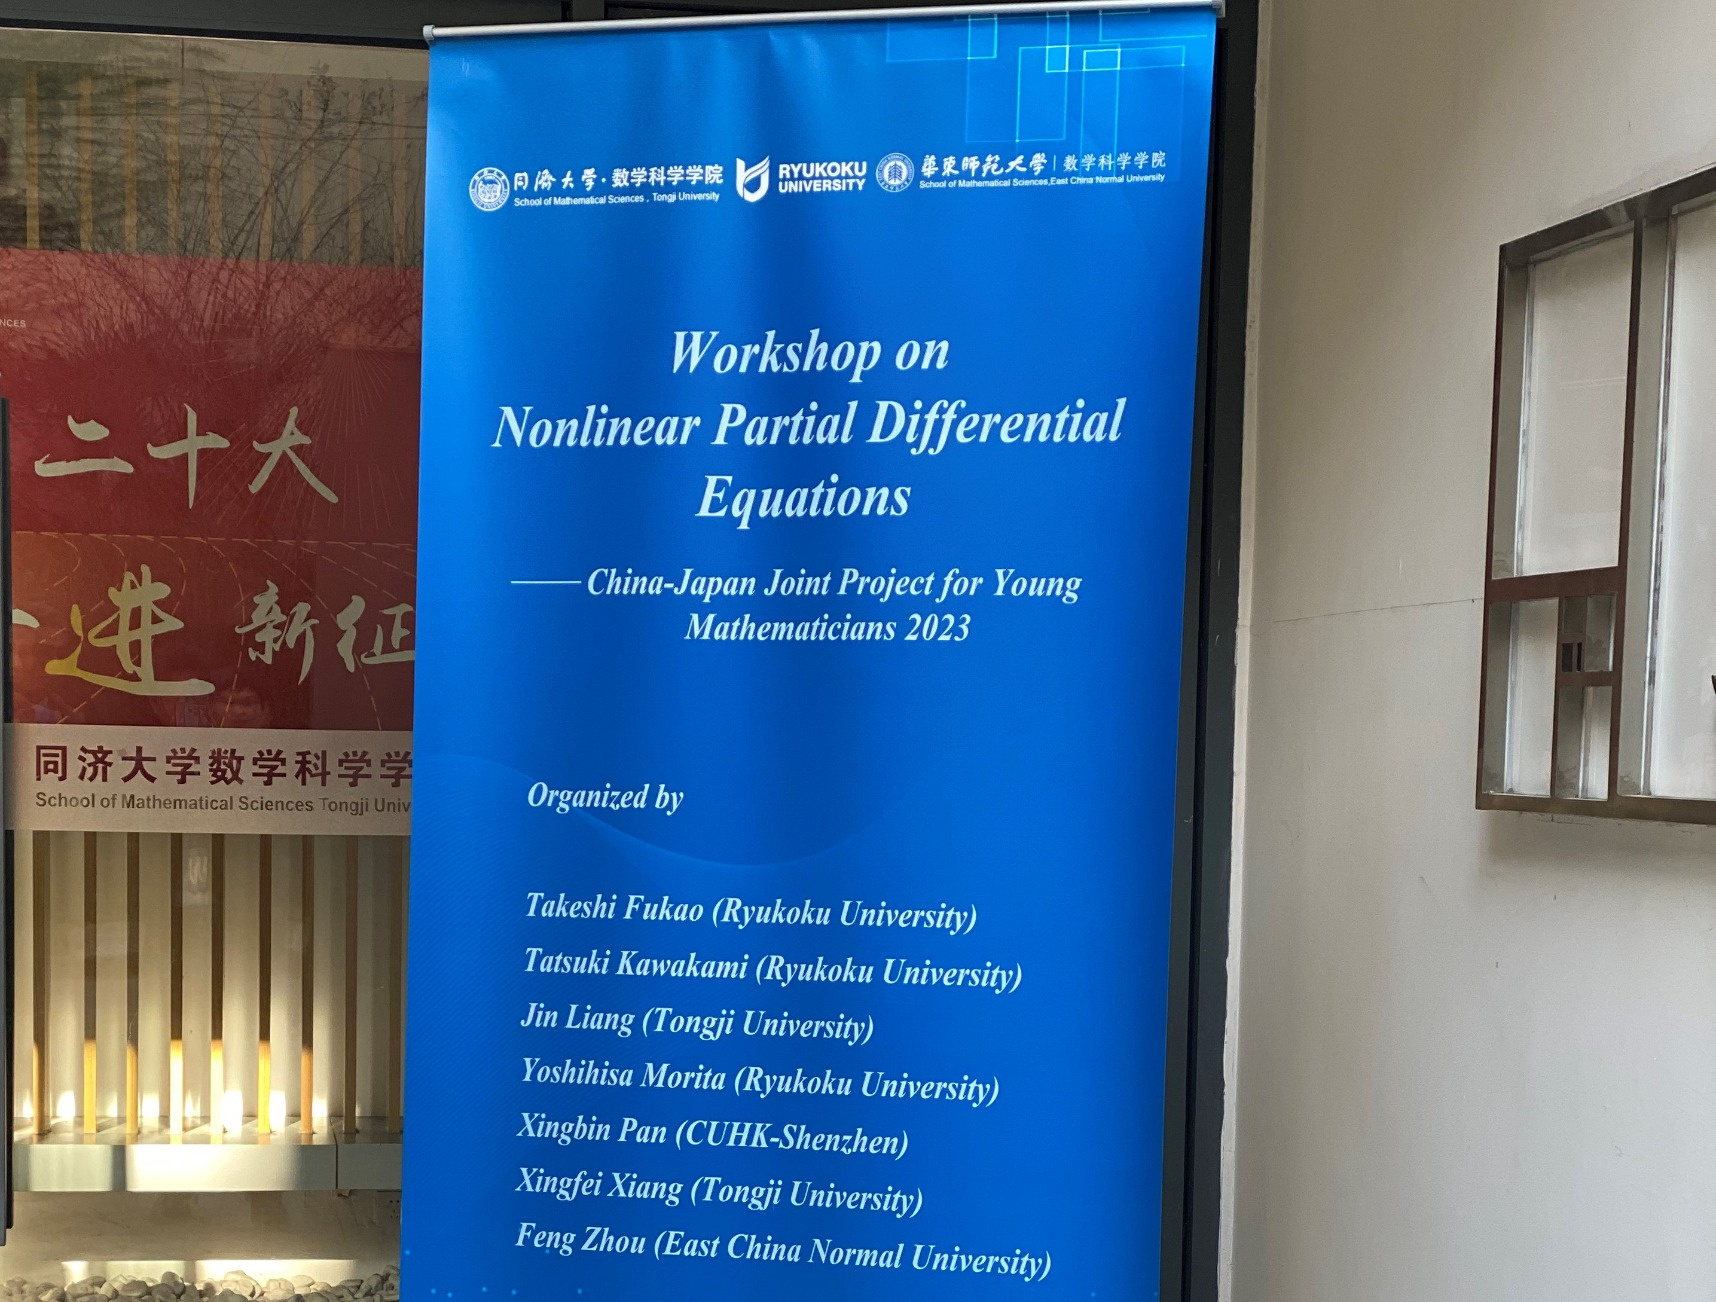 同济大学·数学科学学院
School of Mathematical Sciences , Tongji University
RYUKOKU
UNIVERSITY
華東師範大學 | 数学科学学院
School of Mathematical Sciences,East China Normal University
Workshop on
Nonlinear Partial Differential
Equations
——China-Japan Joint Project for Young
Mathematicians 2023
Organized by
Takeshi Fukao (Ryukoku University)
Tatsuki Kawakami (Ryukoku University)
Jin Liang (Tongji University)
Yoshihisa Morita (Ryukoku University)
Xingbin Pan (CUHK-Shenzhen)
Xingfei Xiang (Tongji University)
Feng Zhou (East China Normal University)
NCES
二十大
进 新征
同济大学数学科学学
School of Mathematical Sciences Tongji Univ